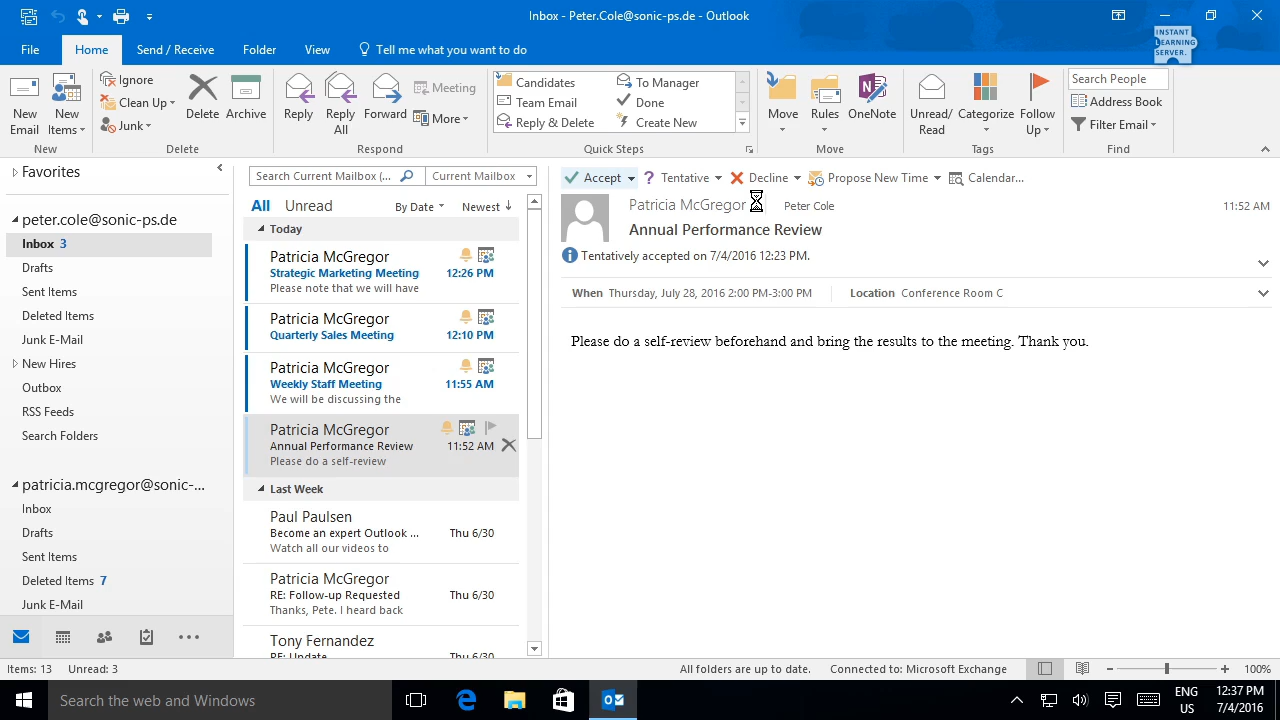 Inbox - Peter.Cole@sonic-ps.de - Outlook
INSTANT
LEARNING
SERVER.
File Home Send / Receive Folder View Tell me what you want to do
New Email
New Items
New
Ignore
Clean Up
Junk
Delete
Archive
Delete
Reply
Reply All
Forward
Meeting
More
Respond
Candidates
Team Email
Reply & Delete
To Manager
Done
Create New
Quick Steps
Move
Rules
OneNote
Move
Unread/ Read
Categorize
Follow Up
Tags
Search People
Address Book
Filter Email
Find
Favorites
peter.cole@sonic-ps.de
Inbox 3
Drafts
Sent Items
Deleted Items
Junk E-Mail
New Hires
Outbox
RSS Feeds
Search Folders
patricia.mcgregor@sonic-...
Inbox
Drafts
Sent Items
Deleted Items 7
Junk E-Mail
Search Current Mailbox (... Current Mailbox
All Unread By Date Newest
Today
Patricia McGregor
Strategic Marketing Meeting 12:26 PM
Please note that we will have
Patricia McGregor
Quarterly Sales Meeting 12:10 PM
Patricia McGregor
Weekly Staff Meeting 11:55 AM
We will be discussing the
Patricia McGregor
Annual Performance Review 11:52 AM
Please do a self-review
Last Week
Paul Paulsen
Become an expert Outlook ... Thu 6/30
Watch all our videos to
Patricia McGregor
RE: Follow-up Requested Thu 6/30
Thanks, Pete. I heard back
Tony Fernandez
RE: Update Thu 6/30
Accept ? Tentative Decline Propose New Time Calendar...
Patricia McGregor Peter Cole 11:52 AM
Annual Performance Review
Tentatively accepted on 7/4/2016 12:23 PM.
When Thursday, July 28, 2016 2:00 PM-3:00 PM Location Conference Room C
Please do a self-review beforehand and bring the results to the meeting. Thank you.
Items: 13 Unread: 3 All folders are up to date. Connected to: Microsoft Exchange 100%
Search the web and Windows
ENG
US
12:37 PM
7/4/2016